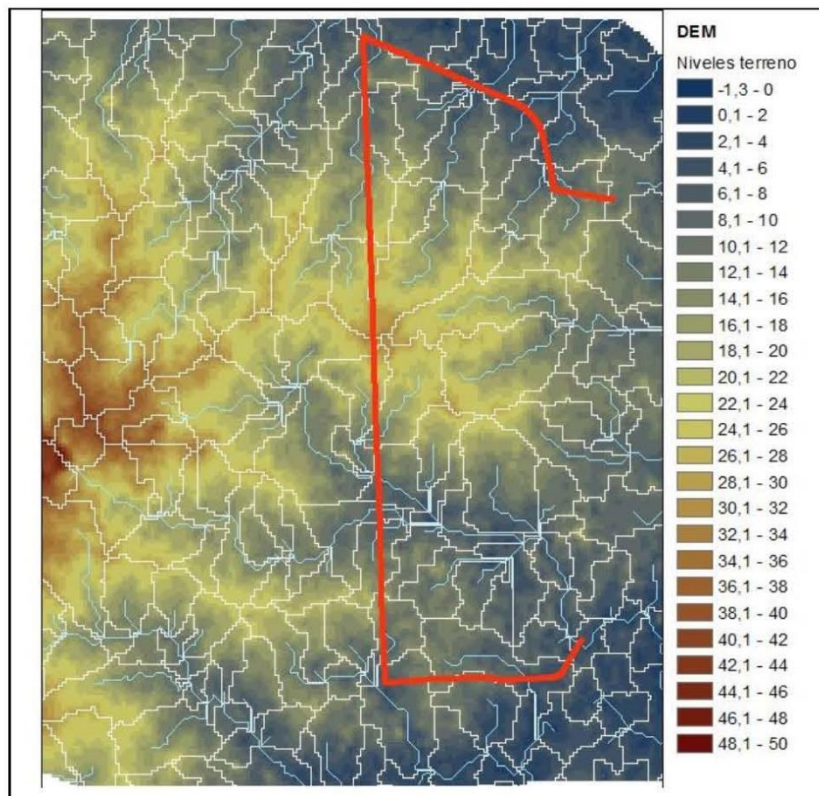 DEM
Niveles terreno
-1,3 - 0
0,1 - 2
2,1 - 4
4,1 - 6
6,1 - 8
8,1 - 10
10,1 - 12
12,1 - 14
14,1 - 16
16,1 - 18
18,1 - 20
20,1 - 22
22,1 - 24
24,1 - 26
26,1 - 28
28,1 - 30
30,1 - 32
32,1 - 34
34,1 - 36
36,1 - 38
38,1 - 40
40,1 - 42
42,1 - 44
44,1 - 46
46,1 - 48
48,1 - 50